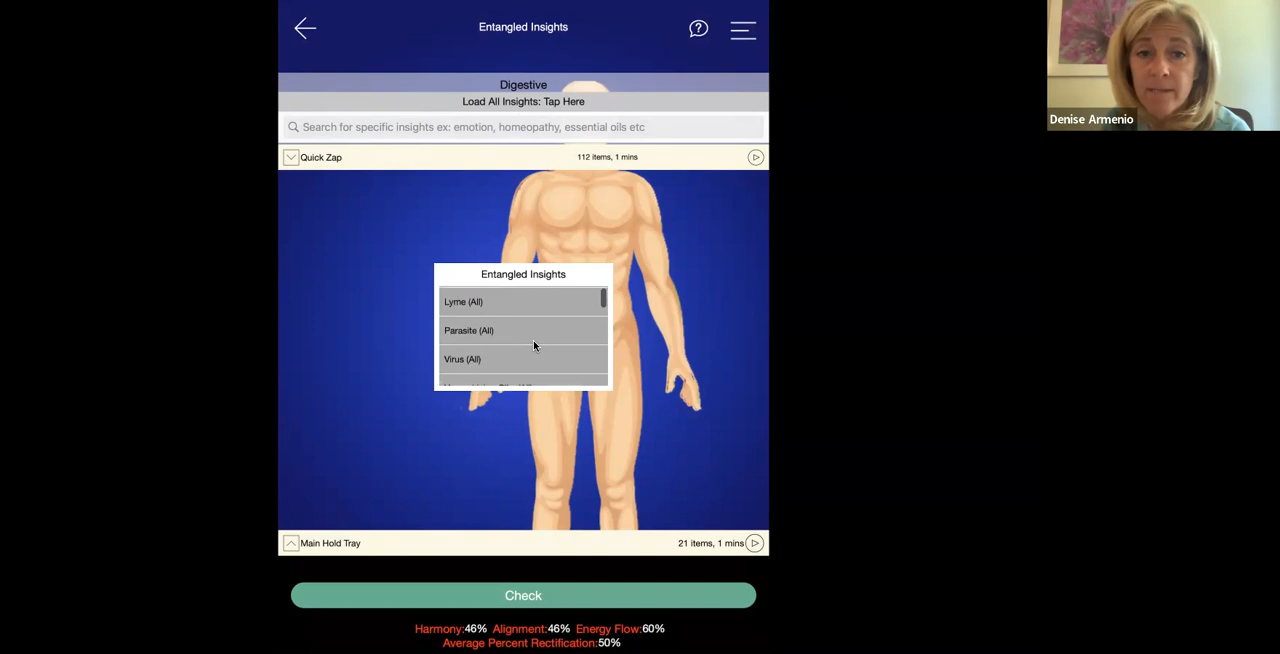 Entangled Insights
Digestive
Load All Insights: Tap Here
Search for specific insights ex: emotion, homeopathy, essential oils etc
Quick Zap 112 items, 1 mins
Entangled Insights
Lyme (All)
Parasite (All)
Virus (All)
Main Hold Tray 21 items, 1 mins
Check
Harmony:46% Alignment:46% Energy Flow:60%
Average Percent Rectification:50%
Denise Armenio